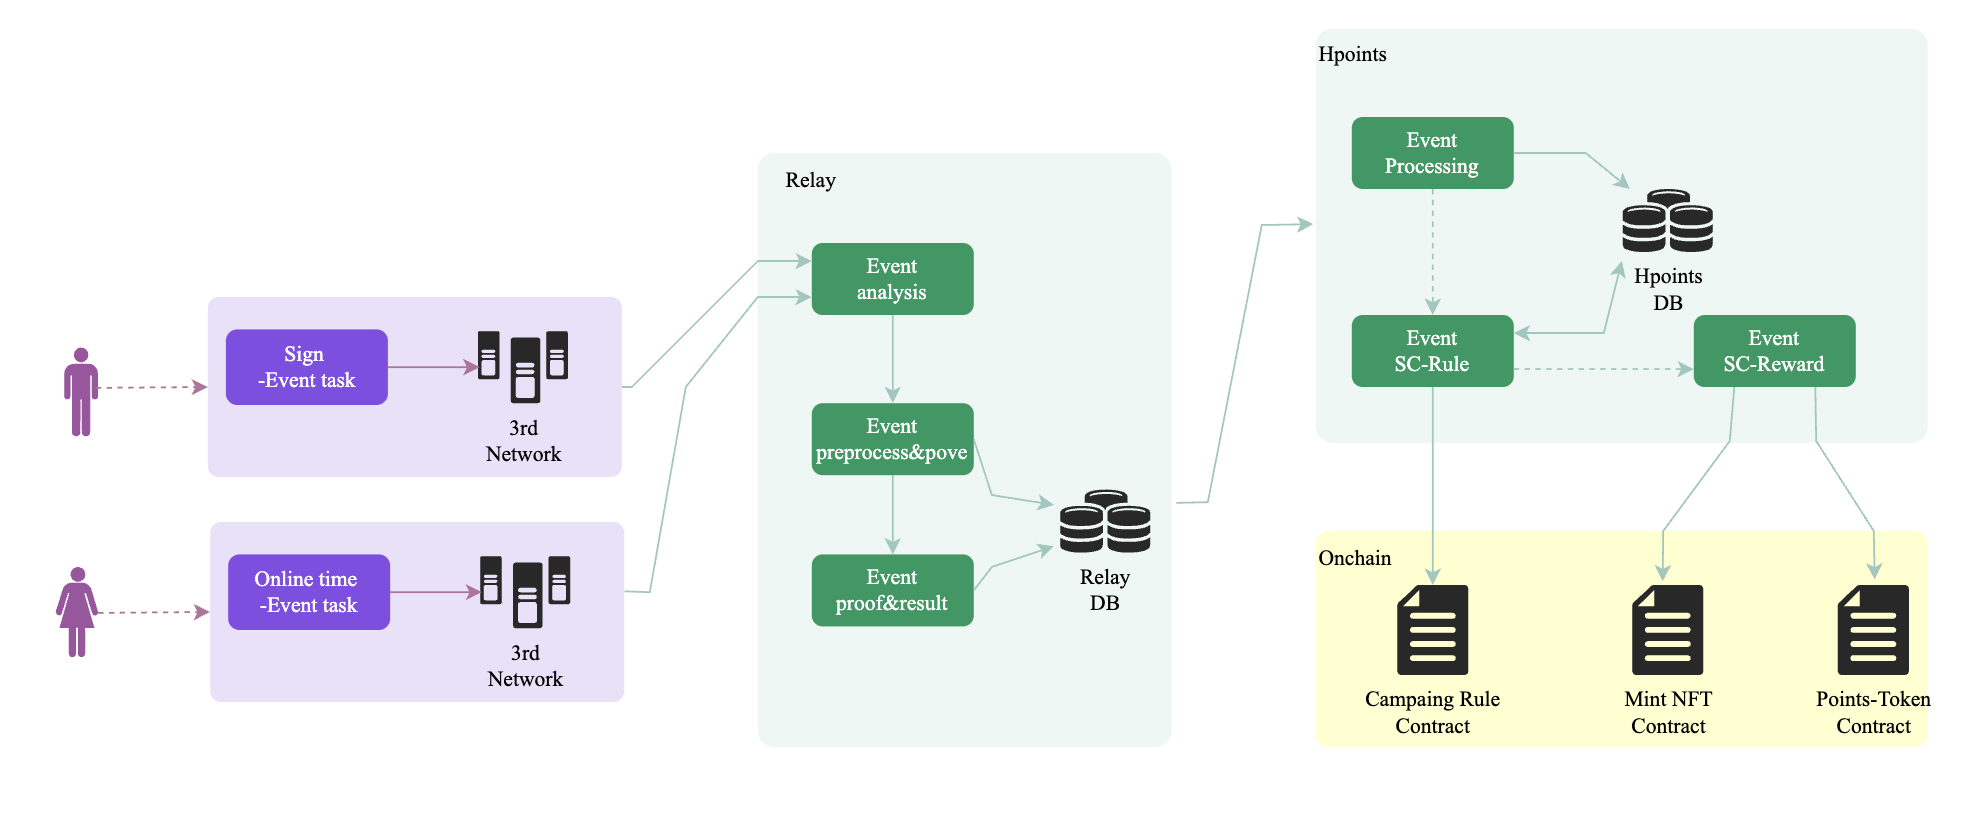 Sign
-Event task
3rd
Network
Online time
-Event task
3rd
Network
Relay
Event
analysis
Event
preprocess&pove
Event
proof&result
Relay
DB
Hpoints
Event
Processing
Hpoints
DB
Event
SC-Rule
Event
SC-Reward
Onchain
Campaing Rule
Contract
Mint NFT
Contract
Points-Token
Contract